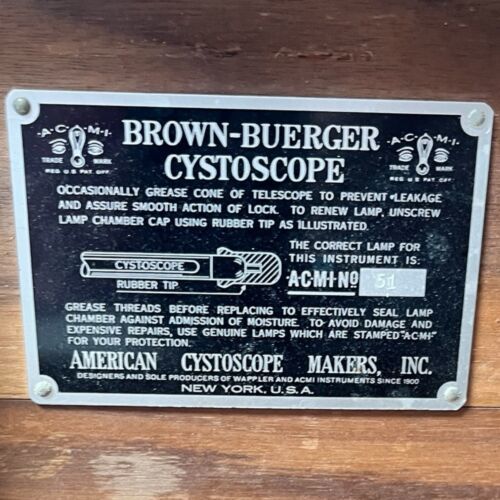 -A-C-M-I-
TRADE MARK
REG U S PAT. OFF.
-A-C-M-I-
TRADE MARK
REG U S PAT. OFF.
BROWN-BUERGER
CYSTOSCOPE
OCCASIONALLY GREASE CONE OF TELESCOPE TO PREVENT LEAKAGE
AND ASSURE SMOOTH ACTION OF LOCK. TO RENEW LAMP, UNSCREW
LAMP CHAMBER CAP USING RUBBER TIP AS ILLUSTRATED.
CYSTOSCOPE
RUBBER TIP
THE CORRECT LAMP FOR
THIS INSTRUMENT IS:
A·C·M·I·Nº 51
GREASE THREADS BEFORE REPLACING TO EFFECTIVELY SEAL LAMP
CHAMBER AGAINST ADMISSION OF MOISTURE. TO AVOID DAMAGE AND
EXPENSIVE REPAIRS, USE GENUINE LAMPS WHICH ARE STAMPED "A·C·M·I"
FOR YOUR PROTECTION.
AMERICAN CYSTOSCOPE MAKERS, INC.
DESIGNERS AND SOLE PRODUCERS OF WAPPLER AND ACMI INSTRUMENTS SINCE 1900
NEW YORK, U.S.A.